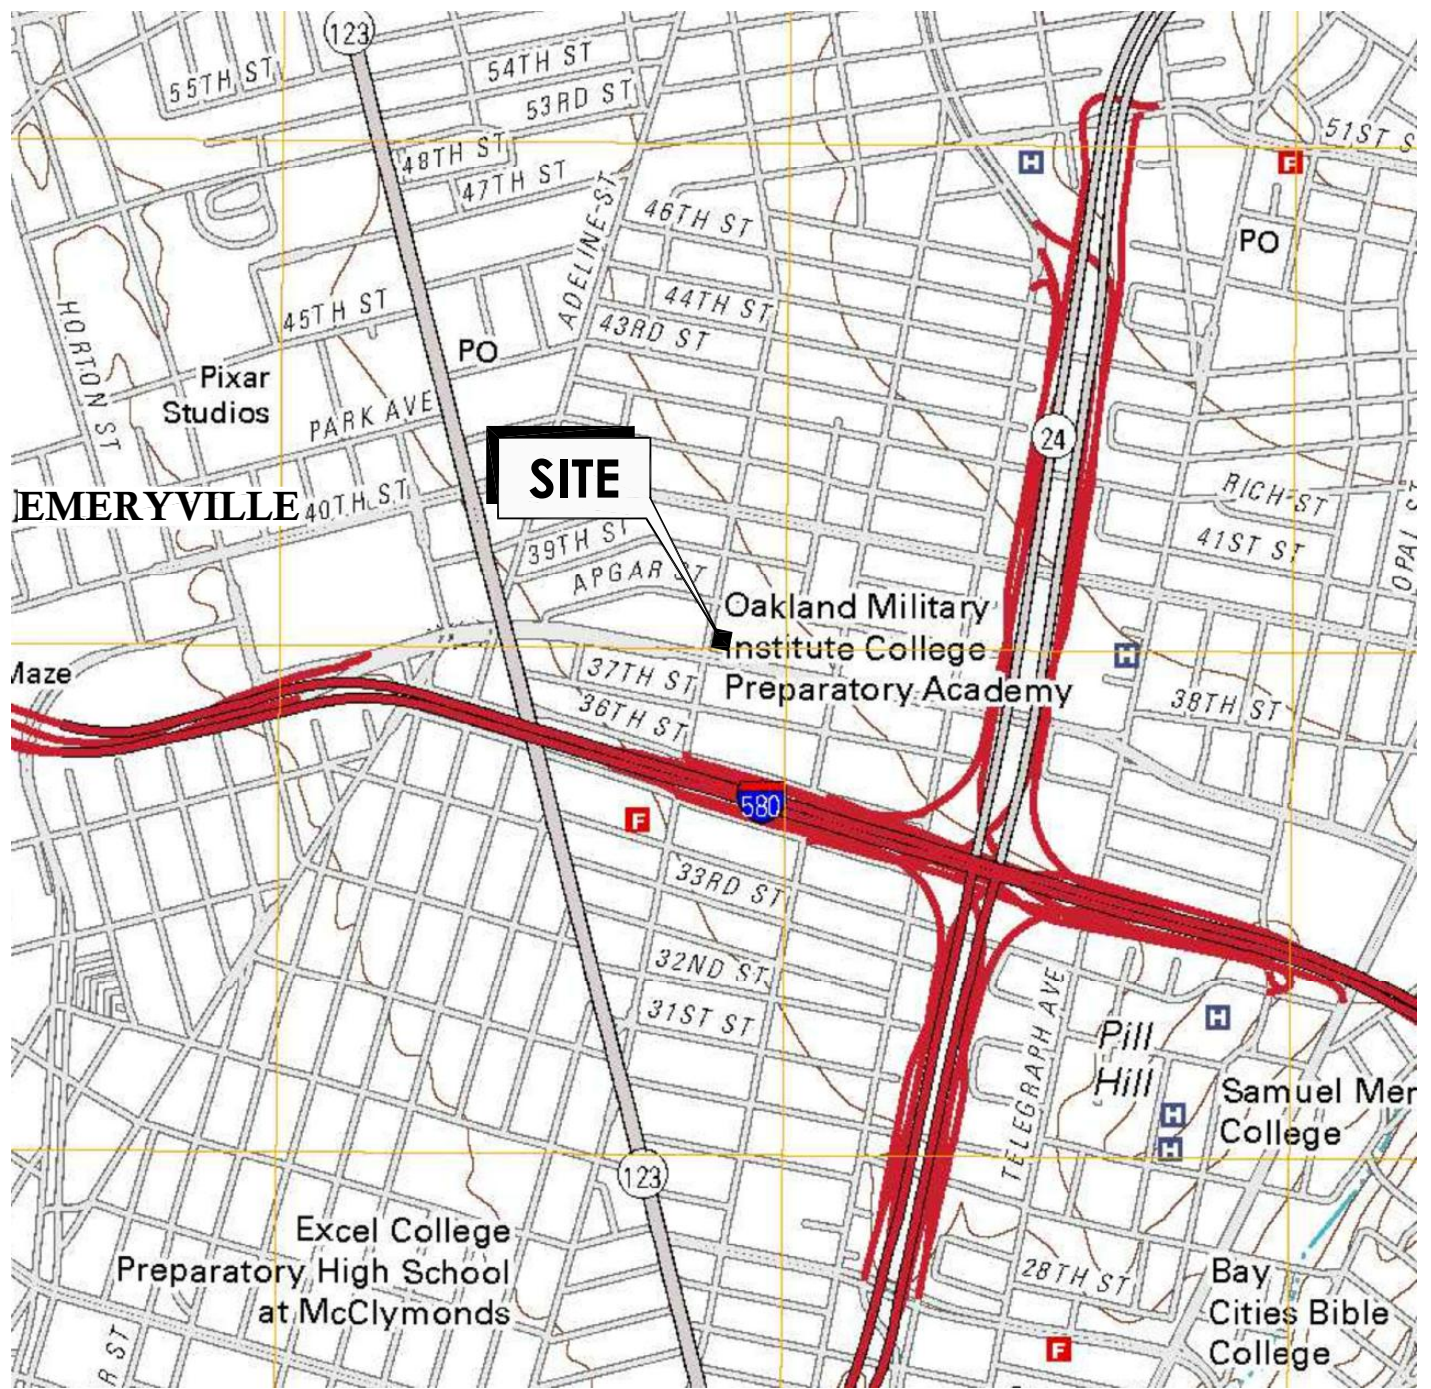 123
55TH ST
54TH ST
53RD ST
51ST S
48TH ST
47TH ST
H
F
46TH ST
PO
ADELINE ST
44TH ST
45TH ST
HORTON ST
43RD ST
PO
Pixar
Studios
PARK AVE
24
SITE
RICH ST
EMERYVILLE
40TH ST
39TH ST
41ST ST
OPAL ST
APGAR ST
Oakland Military
Institute College
Preparatory Academy
H
Maze
37TH ST
36TH ST
38TH ST
580
F
33RD ST
32ND ST
31ST ST
TELEGRAPH AVE
H
Pill
Hill
Samuel Mer
College
H
H
123
Excel College
Preparatory High School
at McClymonds
28TH ST
Bay
Cities Bible
College
R ST
F